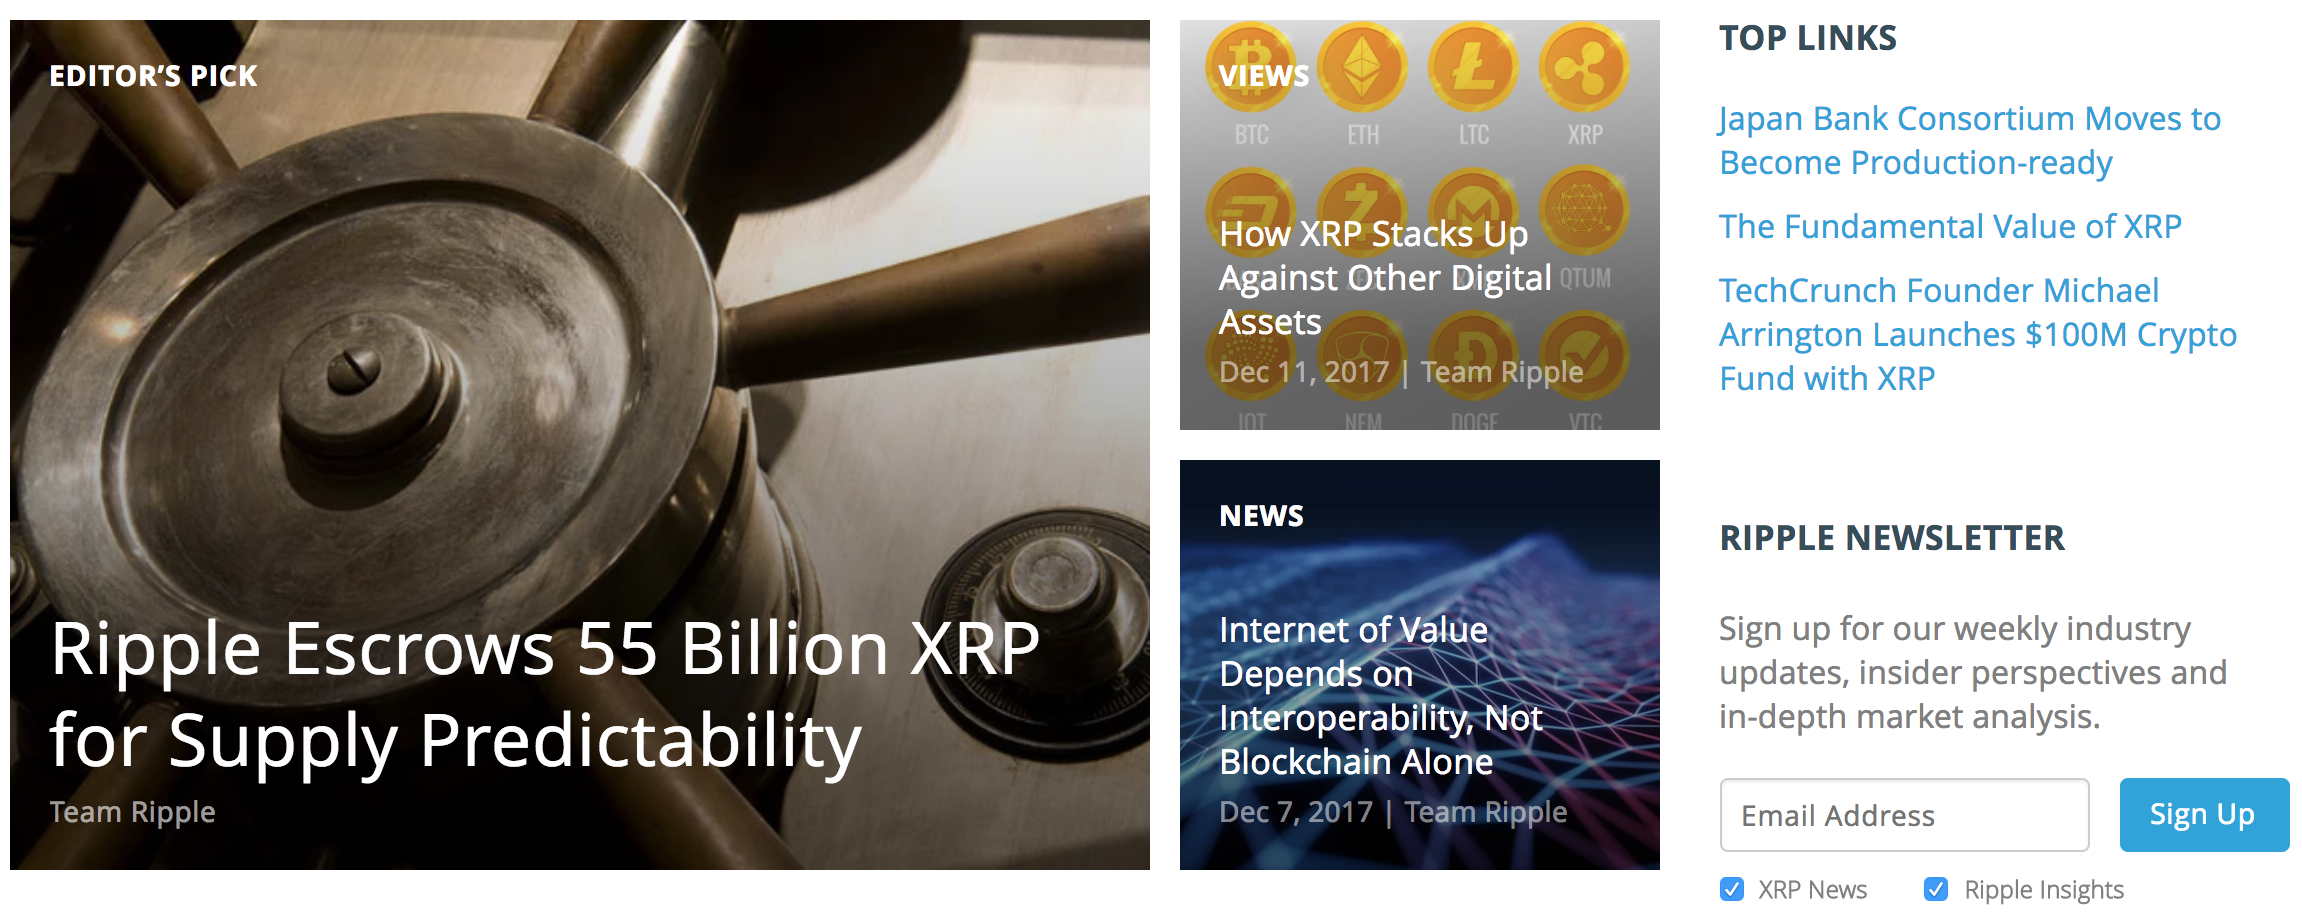 EDITOR'S PICK
Ripple Escrows 55 Billion XRP
for Supply Predictability
Team Ripple
VIEWS
BTC ETH LTC XRP
How XRP Stacks Up
Against Other Digital
QTUM
Assets
Dec 11, 2017 | Team Ripple
IOT NEM DOGE VTC
NEWS
Internet of Value
Depends on
Interoperability, Not
Blockchain Alone
Dec 7, 2017 | Team Ripple
TOP LINKS
Japan Bank Consortium Moves to
Become Production-ready
The Fundamental Value of XRP
TechCrunch Founder Michael
Arrington Launches $100M Crypto
Fund with XRP
RIPPLE NEWSLETTER
Sign up for our weekly industry
updates, insider perspectives and
in-depth market analysis.
Email Address
Sign Up
XRP News
Ripple Insights